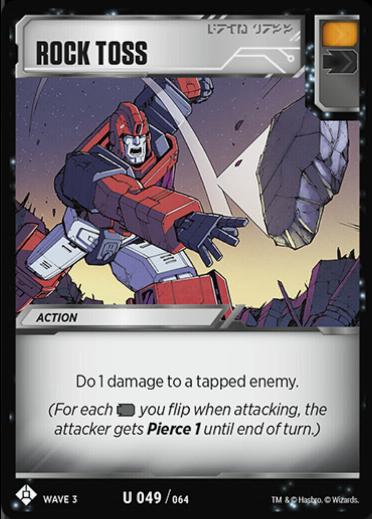 ROCK TOSS
ACTION
Do 1 damage to a tapped enemy.
(For each you flip when attacking, the
attacker gets Pierce 1 until end of turn.)
WAVE 3 U 049 / 064 TM & © Hasbro. © Wizards.